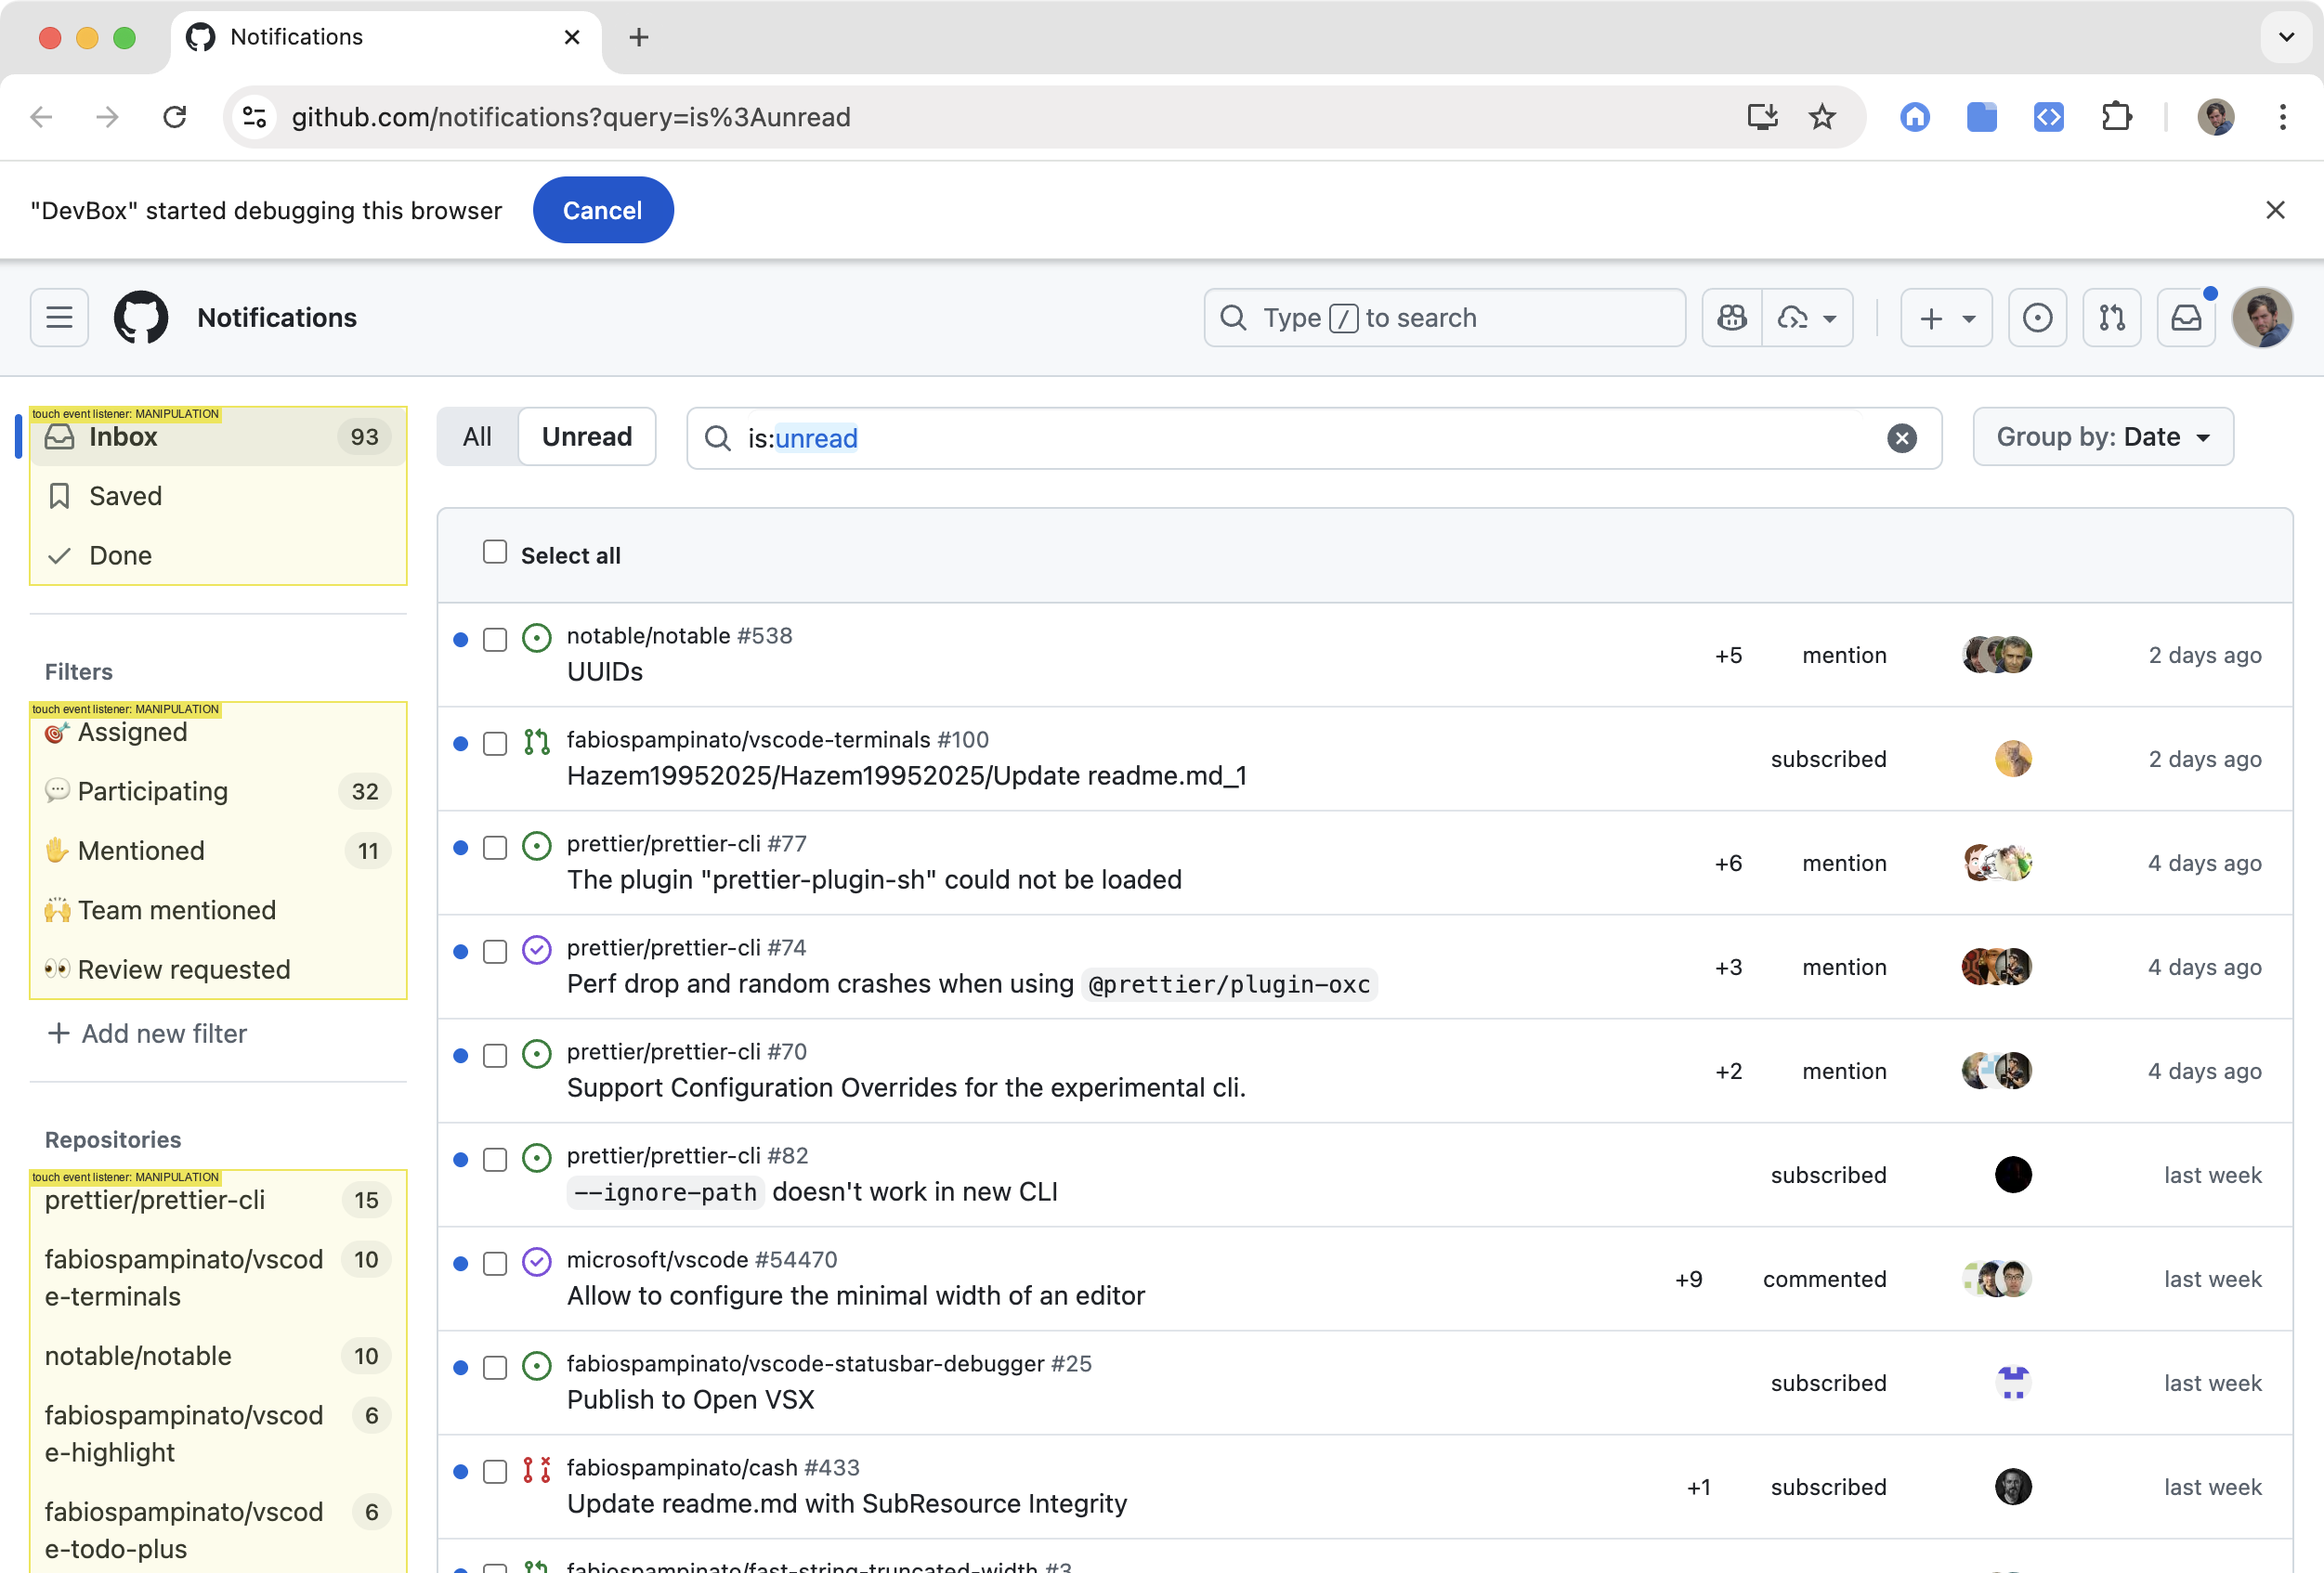 Notifications
github.com/notifications?query=is%3Aunread
"DevBox" started debugging this browser
Cancel
Notifications
Type / to search
touch event listener: MANIPULATION
Inbox 93
Saved
Done
Filters
touch event listener: MANIPULATION
Assigned
Participating 32
Mentioned 11
Team mentioned
Review requested
Add new filter
Repositories
touch event listener: MANIPULATION
prettier/prettier-cli 15
fabiospampinato/vscod 10
e-terminals
notable/notable 10
fabiospampinato/vscod 6
e-highlight
fabiospampinato/vscod 6
e-todo-plus
All Unread
is:unread
Group by: Date
Select all
notable/notable #538
UUIDs
+5 mention 2 days ago
fabiospampinato/vscode-terminals #100
Hazem19952025/Hazem19952025/Update readme.md_1
subscribed 2 days ago
prettier/prettier-cli #77
The plugin "prettier-plugin-sh" could not be loaded
+6 mention 4 days ago
prettier/prettier-cli #74
Perf drop and random crashes when using @prettier/plugin-oxc
+3 mention 4 days ago
prettier/prettier-cli #70
Support Configuration Overrides for the experimental cli.
+2 mention 4 days ago
prettier/prettier-cli #82
--ignore-path doesn't work in new CLI
subscribed last week
microsoft/vscode #54470
Allow to configure the minimal width of an editor
+9 commented last week
fabiospampinato/vscode-statusbar-debugger #25
Publish to Open VSX
subscribed last week
fabiospampinato/cash #433
Update readme.md with SubResource Integrity
+1 subscribed last week
fabiospampinato/fast-string-truncated-width #3